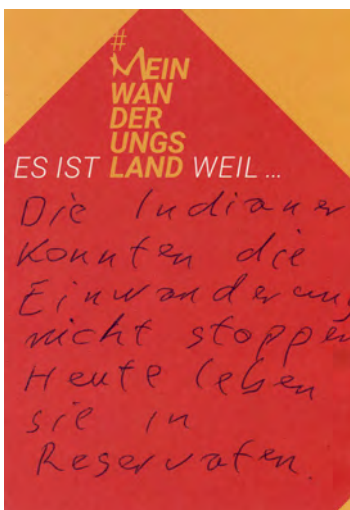 #
MEIN
WAN
DER
UNGS
ES IST LAND WEIL ...
Die Indianer
konnten die
Einwanderung
nicht stoppen
Heute leben
sie in
Reservaten.